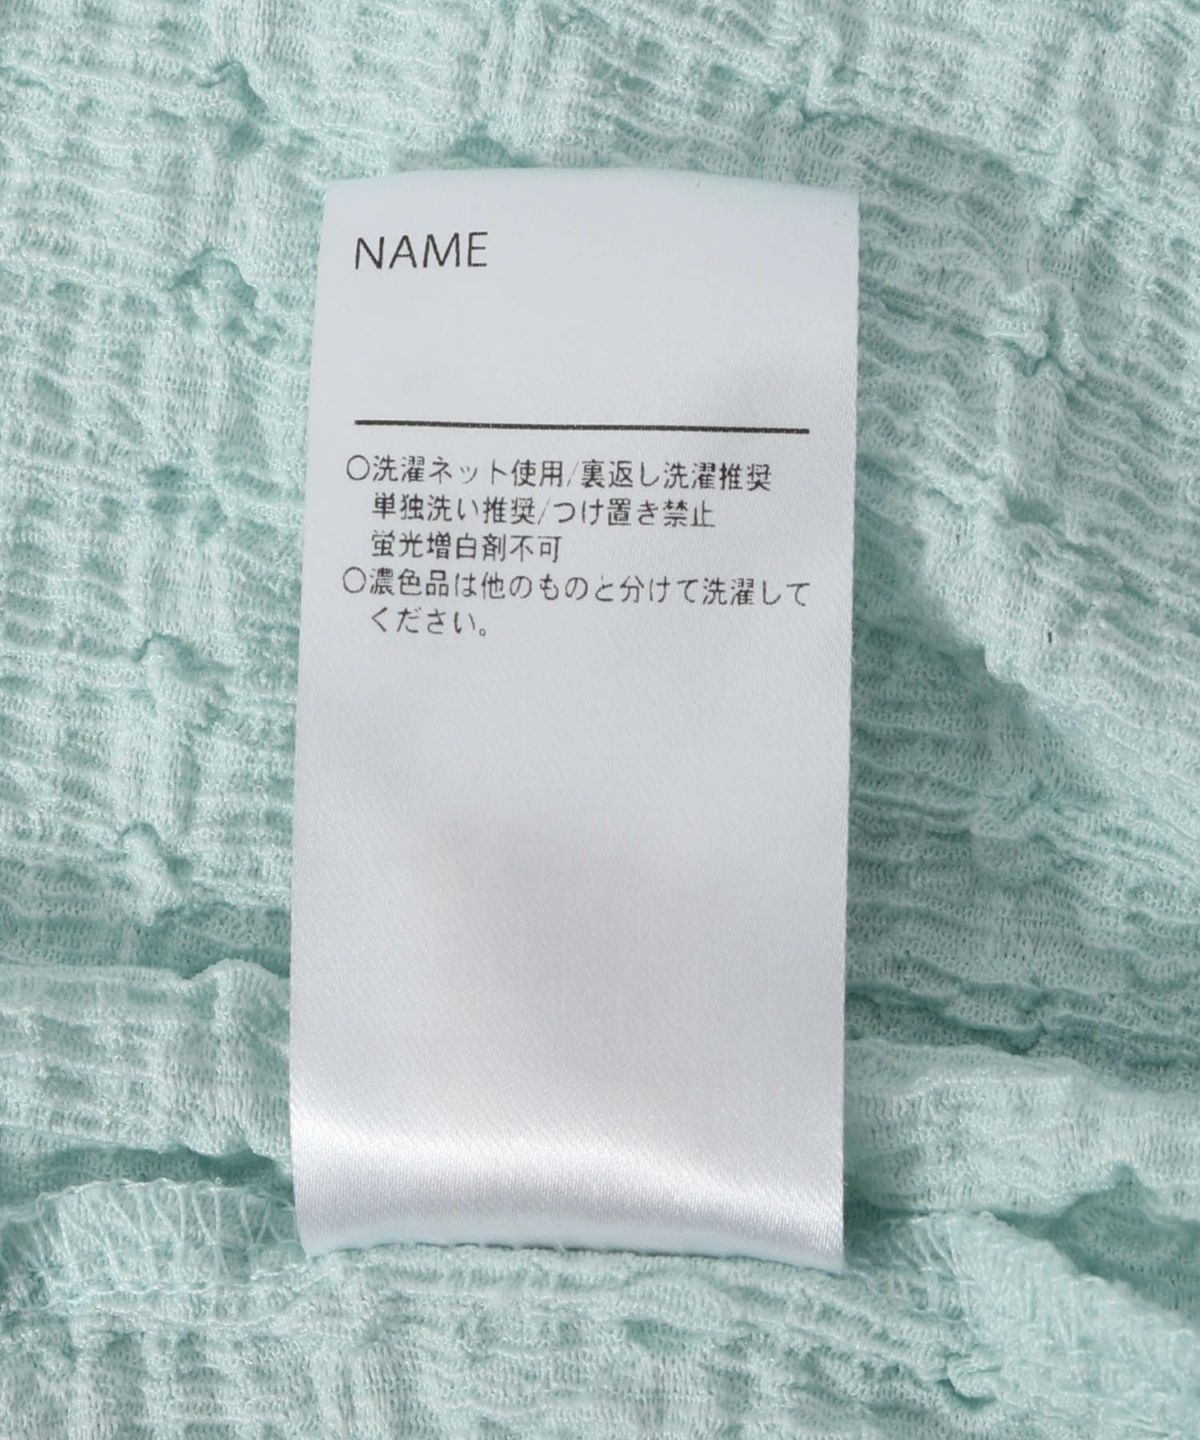 NAME
○洗濯ネット使用/裏返し洗濯推奨
単独洗い推奨/つけ置き禁止
蛍光増白剤不可
○濃色品は他のものと分けて洗濯して
ください。